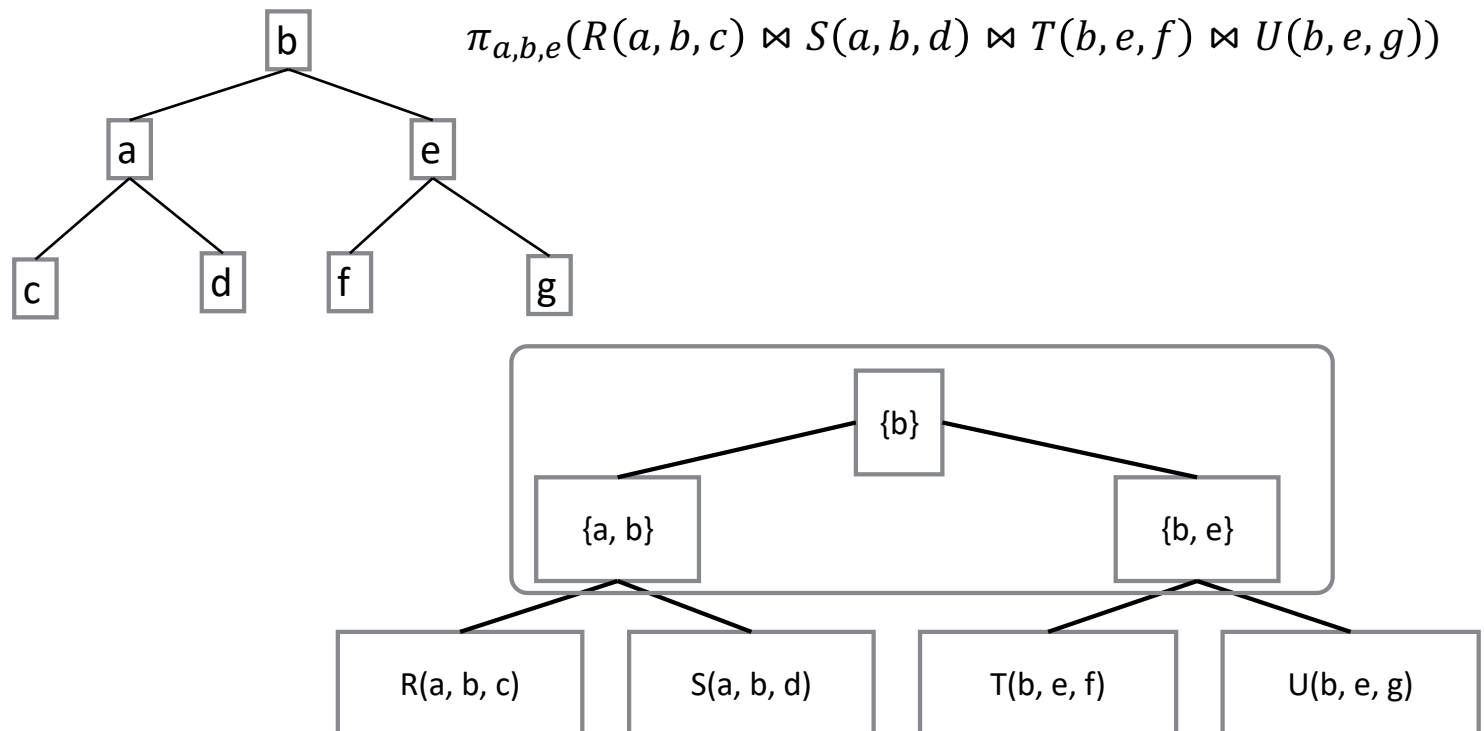 b
π_{a,b,e}(R(a, b, c) ⋈ S(a, b, d) ⋈ T(b, e, f) ⋈ U(b, e, g))
a
e
c
d
f
g
{b}
{a, b}
{b, e}
R(a, b, c)
S(a, b, d)
T(b, e, f)
U(b, e, g)